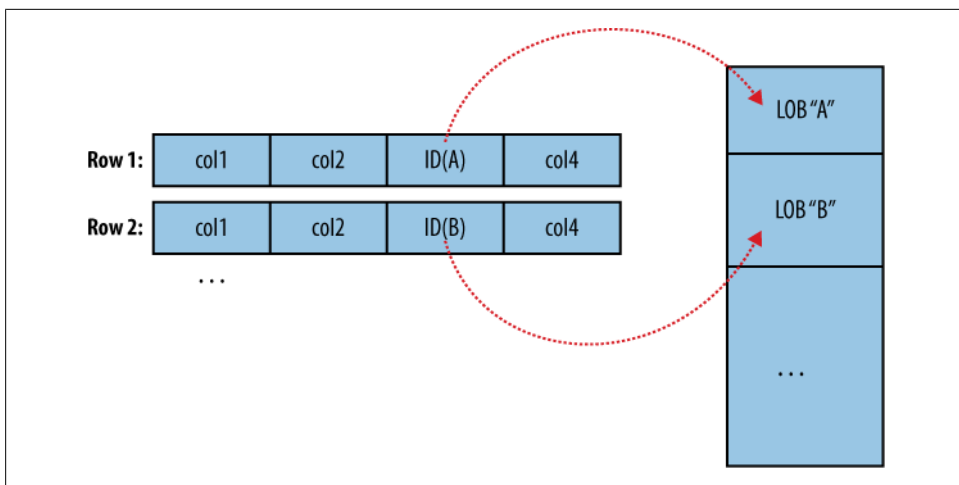 LOB "A"
Row 1: col1 col2 ID(A) col4
LOB "B"
Row 2: col1 col2 ID(B) col4
...
...